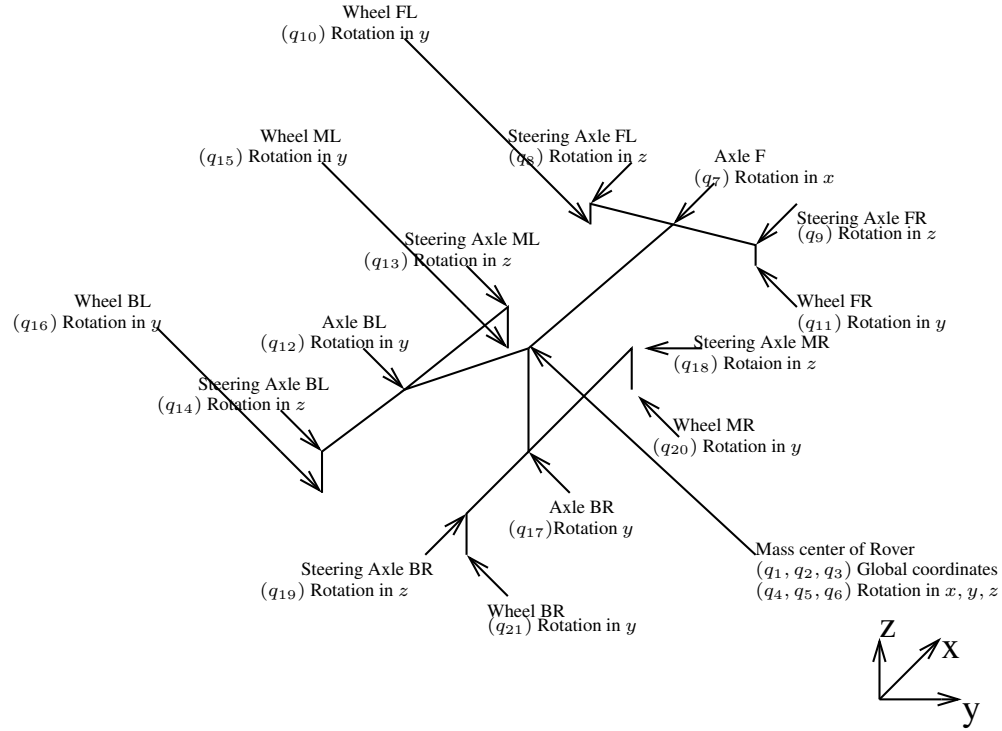 Wheel FL
(q10) Rotation in y
Wheel ML
(q15) Rotation in y
Steering Axle FL
(q8) Rotation in z
Axle F
(q7) Rotation in x
Steering Axle FR
(q9) Rotation in z
Steering Axle ML
(q13) Rotation in z
Wheel BL
(q16) Rotation in y
Axle BL
(q12) Rotation in y
Wheel FR
(q11) Rotation in y
Steering Axle MR
(q18) Rotaion in z
Steering Axle BL
(q14) Rotation in z
Wheel MR
(q20) Rotation in y
Axle BR
(q17)Rotation y
Mass center of Rover
(q1, q2, q3) Global coordinates
(q4, q5, q6) Rotation in x, y, z
Steering Axle BR
(q19) Rotation in z
Wheel BR
(q21) Rotation in y
z
x
y